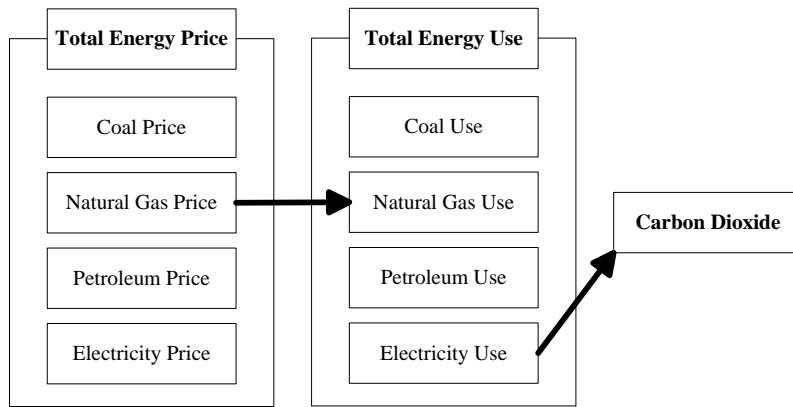 Total Energy Price
Coal Price
Natural Gas Price
Petroleum Price
Electricity Price
Total Energy Use
Coal Use
Natural Gas Use
Petroleum Use
Electricity Use
Carbon Dioxide